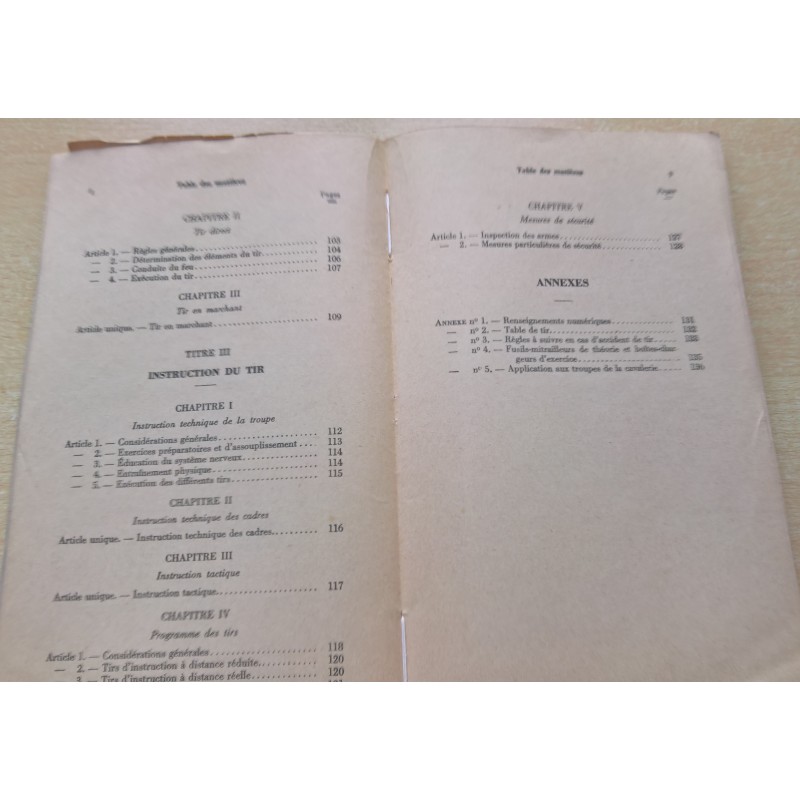 Table des matières
Pages
CHAPITRE II
Tir direct
Article 1. — Règles générales 103
— 2. — Détermination des éléments du tir 104
— 3. — Conduite du feu 106
— 4. — Exécution du tir 107
CHAPITRE III
Tir en marchant
Article unique. — Tir en marchant 109
TITRE III
INSTRUCTION DU TIR
CHAPITRE I
Instruction technique de la troupe
Article 1. — Considérations générales 112
— 2. — Exercices préparatoires et d'assouplissement 113
— 3. — Éducation du système nerveux 114
— 4. — Entraînement physique 114
— 5. — Exécution des différents tirs 115
CHAPITRE II
Instruction technique des cadres
Article unique. — Instruction technique des cadres 116
CHAPITRE III
Instruction tactique
Article unique. — Instruction tactique 117
CHAPITRE IV
Programme des tirs
Article 1. — Considérations générales 118
— 2. — Tirs d'instruction à distance réduite 120
3. — Tirs d'instruction à distance réelle 120
Table des matières
Pages
CHAPITRE V
Mesures de sécurité
Article 1. — Inspection des armes 127
— 2. — Mesures particulières de sécurité 128
ANNEXES
ANNEXE nº 1. — Renseignements numériques 131
— nº 2. — Table de tir 132
— nº 3. — Règles à suivre en cas d'accident de tir 133
— nº 4. — Fusils-mitrailleurs de théorie et boîtes-char-
geurs d'exercice 135
— nº 5. — Application aux troupes de la cavalerie 136